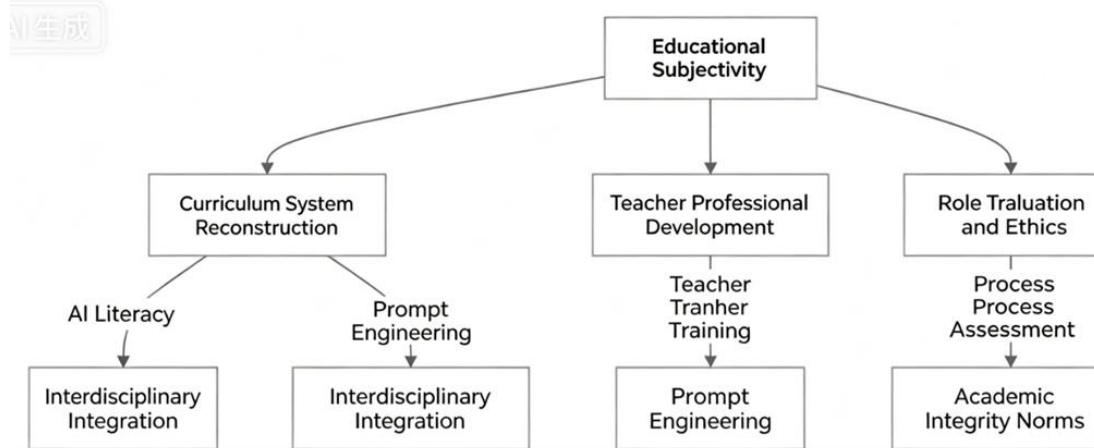 AI生成
Educational
Subjectivity
Curriculum System
Reconstruction
Teacher Professional
Development
Role Traluation
and Ethics
AI Literacy
Prompt
Engineering
Teacher
Tranher
Training
Process
Process
Assessment
Interdisciplinary
Integration
Interdisciplinary
Integration
Prompt
Engineering
Academic
Integrity Norms